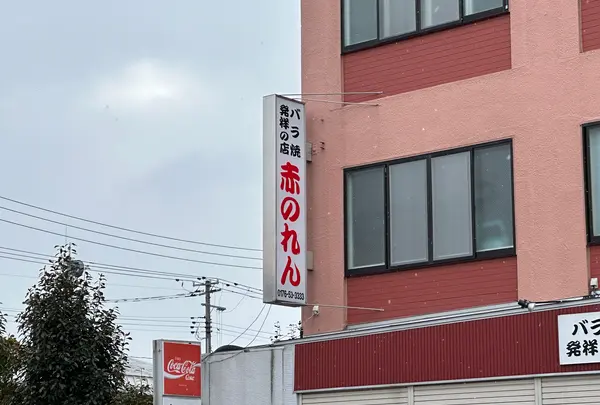 バラ焼
発祥の店
赤のれん
0176-53-3333
Coca-Cola
バラ
発祥